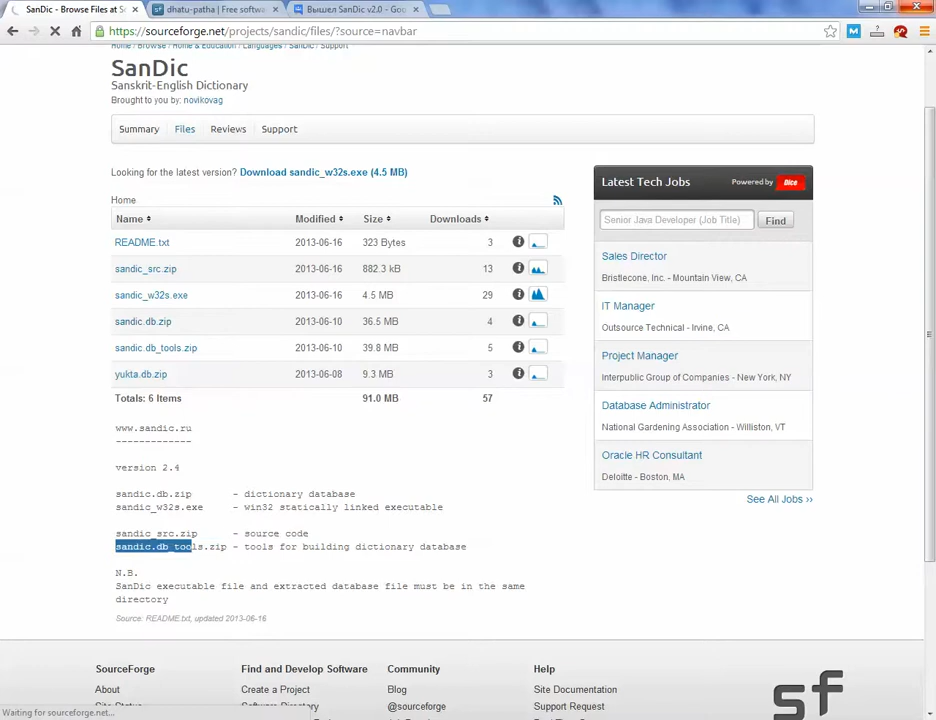 SanDic - Browse Files at S
dhatu-patha | Free softwa
Вышел SanDic v2.0 - Goo
https://sourceforge.net/projects/sandic/files/?source=navbar
Home / Browse / Home & Education / Languages / SanDic / Support
SanDic
Sanskrit-English Dictionary
Brought to you by: novikovag
Summary
Files
Reviews
Support
Looking for the latest version? Download sandic_w32s.exe (4.5 MB)
Home
Name Modified Size Downloads
README.txt 2013-06-16 323 Bytes 3
sandic_src.zip 2013-06-16 882.3 kB 13
sandic_w32s.exe 2013-06-16 4.5 MB 29
sandic.db.zip 2013-06-10 36.5 MB 4
sandic.db_tools.zip 2013-06-10 39.8 MB 5
yukta.db.zip 2013-06-08 9.3 MB 3
Totals: 6 Items 91.0 MB 57
www.sandic.ru
-------------
version 2.4
sandic.db.zip - dictionary database
sandic_w32s.exe - win32 statically linked executable
sandic_src.zip - source code
sandic.db_tools.zip - tools for building dictionary database
N.B.
SanDic executable file and extracted database file must be in the same
directory
Source: README.txt, updated 2013-06-16
Latest Tech Jobs
Powered by Dice
Senior Java Developer (Job Title)
Find
Sales Director
Bristlecone, Inc. - Mountain View, CA
IT Manager
Outsource Technical - Irvine, CA
Project Manager
Interpublic Group of Companies - New York, NY
Database Administrator
National Gardening Association - Williston, VT
Oracle HR Consultant
Deloitte - Boston, MA
See All Jobs ››
SourceForge
About
Find and Develop Software
Create a Project
Community
Blog
@sourceforge
Help
Site Documentation
Support Request
sf
Waiting for sourceforge.net...